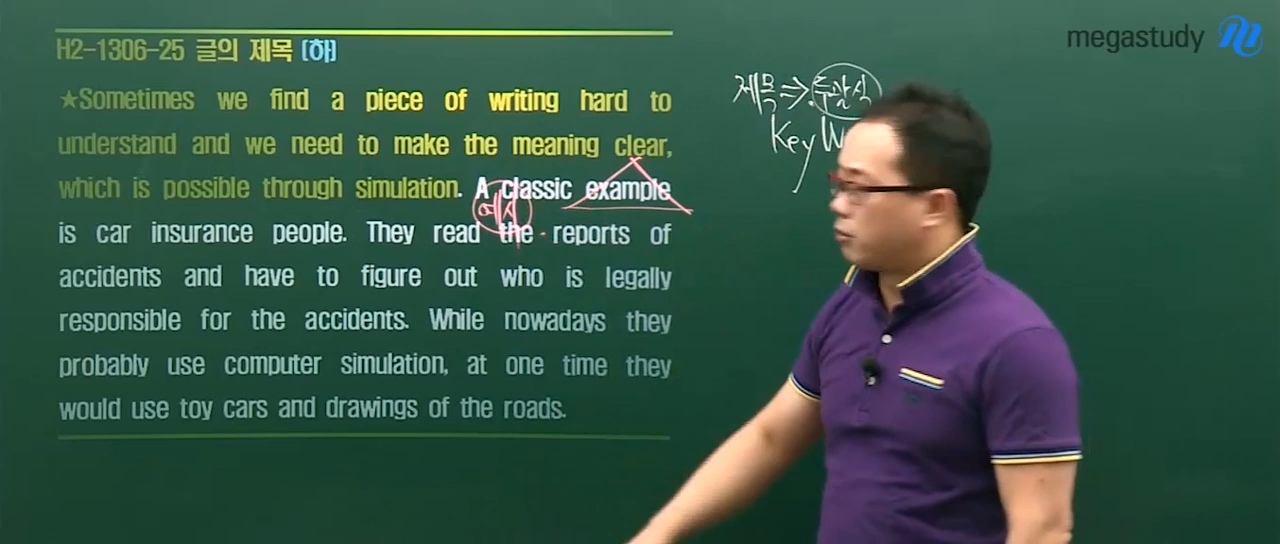 megastudy
H2-1306-25 글의 제목 [하]
★Sometimes we find a piece of writing hard to
understand and we need to make the meaning clear,
which is possible through simulation. A classic example
예시
is car insurance people. They read the reports of
accidents and have to figure out who is legally
responsible for the accidents. While nowadays they
probably use computer simulation, at one time they
would use toy cars and drawings of the roads.
제목 ⇒ 주관식
Key W